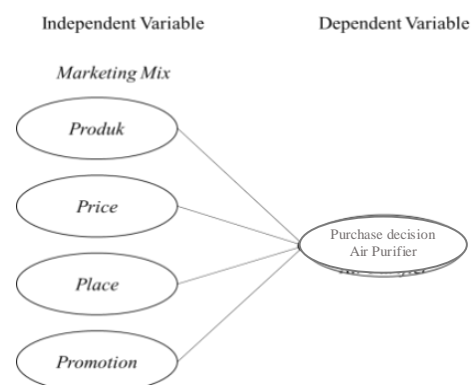 Independent Variable
Dependent Variable
Marketing Mix
Produk
Price
Purchase decision
Air Purifier
Place
Promotion